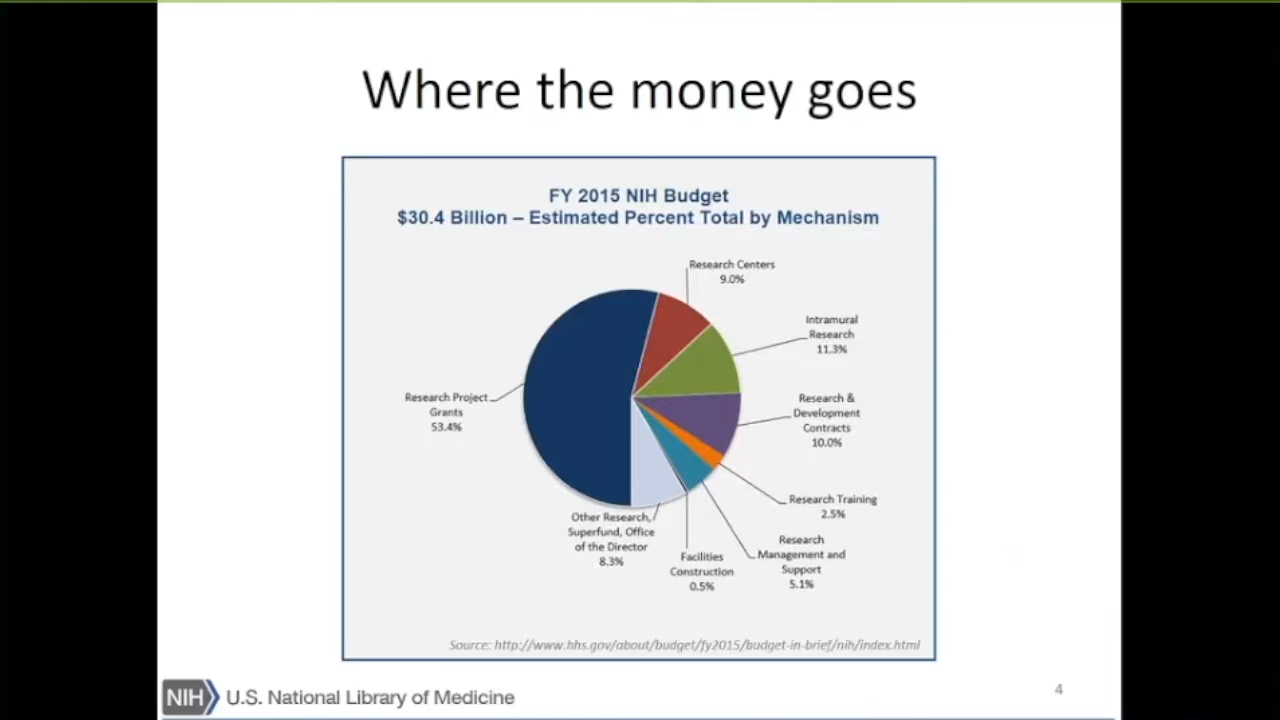 Where the money goes
FY 2015 NIH Budget
$30.4 Billion – Estimated Percent Total by Mechanism
Research Centers
9.0%
Intramural
Research
11.3%
Research &
Development
Contracts
10.0%
Research Training
2.5%
Research
Management and
Support
5.1%
Facilities
Construction
0.5%
Other Research,
Superfund, Office
of the Director
8.3%
Research Project
Grants
53.4%
Source: http://www.hhs.gov/about/budget/fy2015/budget-in-brief/nih/index.html
NIH U.S. National Library of Medicine
4